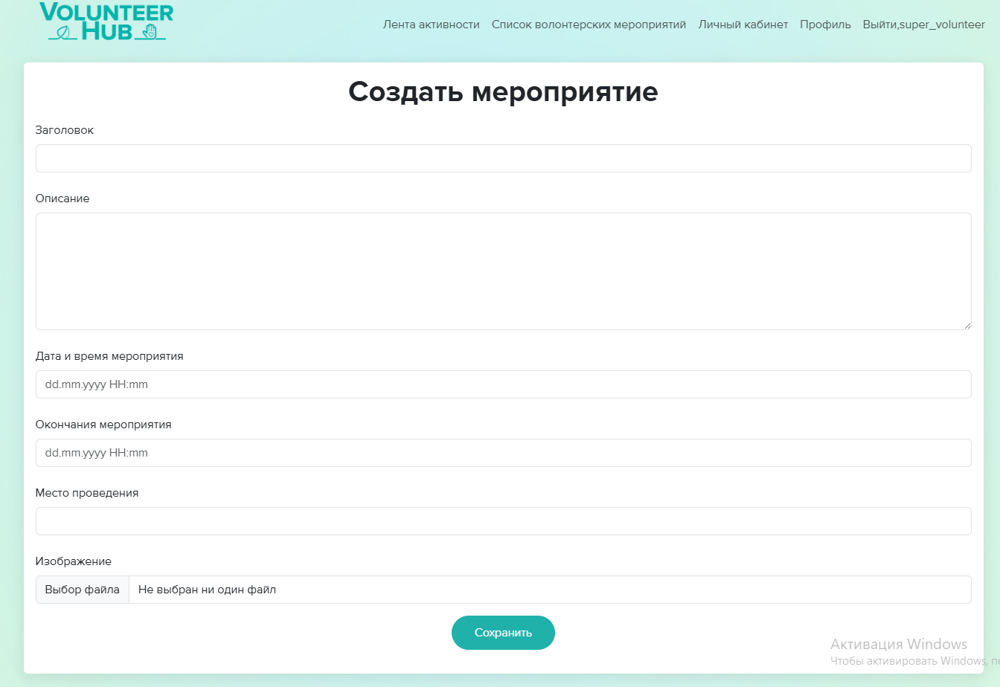 VOLUNTEER
HUB
Лента активности Список волонтерских мероприятий Личный кабинет Профиль Выйти,super_volunteer
Создать мероприятие
Заголовок
Описание
Дата и время мероприятия
dd.mm.yyyy HH:mm
Окончания мероприятия
dd.mm.yyyy HH:mm
Место проведения
Изображение
Выбор файла Не выбран ни один файл
Сохранить
Активация Windows
Чтобы активировать Windows,